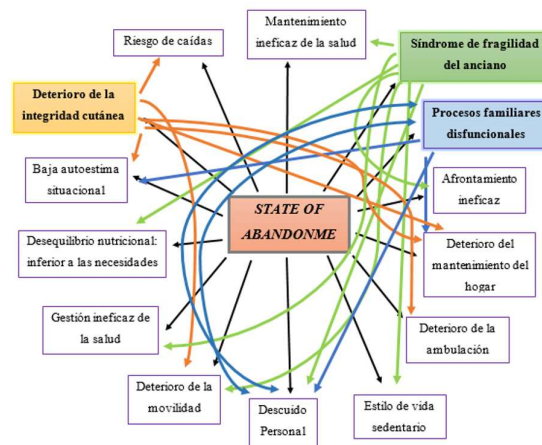 Mantenimiento
ineficaz de la salud
Riesgo de caídas
Síndrome de fragilidad
del anciano
Deterioro de la
integridad cutánea
Procesos familiares
disfuncionales
Baja autoestima
situacional
Afrontamiento
ineficaz
STATE OF
ABANDONME
Desequilibrio nutricional:
inferior a las necesidades
Deterioro del
mantenimiento del
hogar
Gestión ineficaz de
la salud
Deterioro de la
ambulación
Deterioro de la
movilidad
Descuido
Personal
Estilo de vida
sedentario